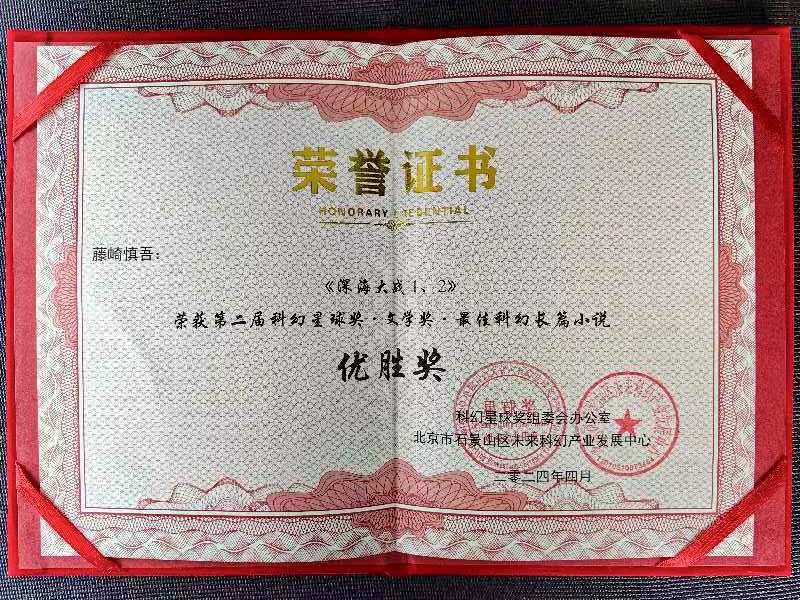 荣誉证书
HONORARY CREDENTIAL
藤崎慎吾：
《深海大战1、2》
荣获第二届科幻星球奖·文学奖·最佳科幻长篇小说
优胜奖
星球奖
科幻星球奖组委会办公室
北京市石景山区未来科幻产业发展中心
二零二四年四月